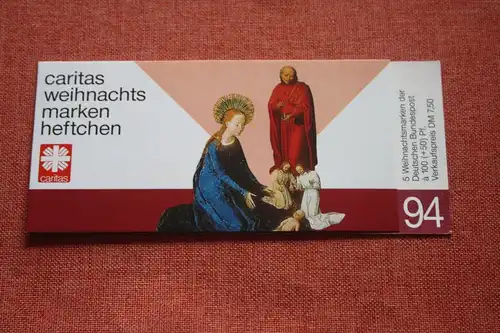 caritas
weihnachts
marken
heftchen
caritas
5 Weihnachtsmarken der
Deutschen Bundespost
à 100 (+50) Pf.
Verkaufspreis DM 7,50
94